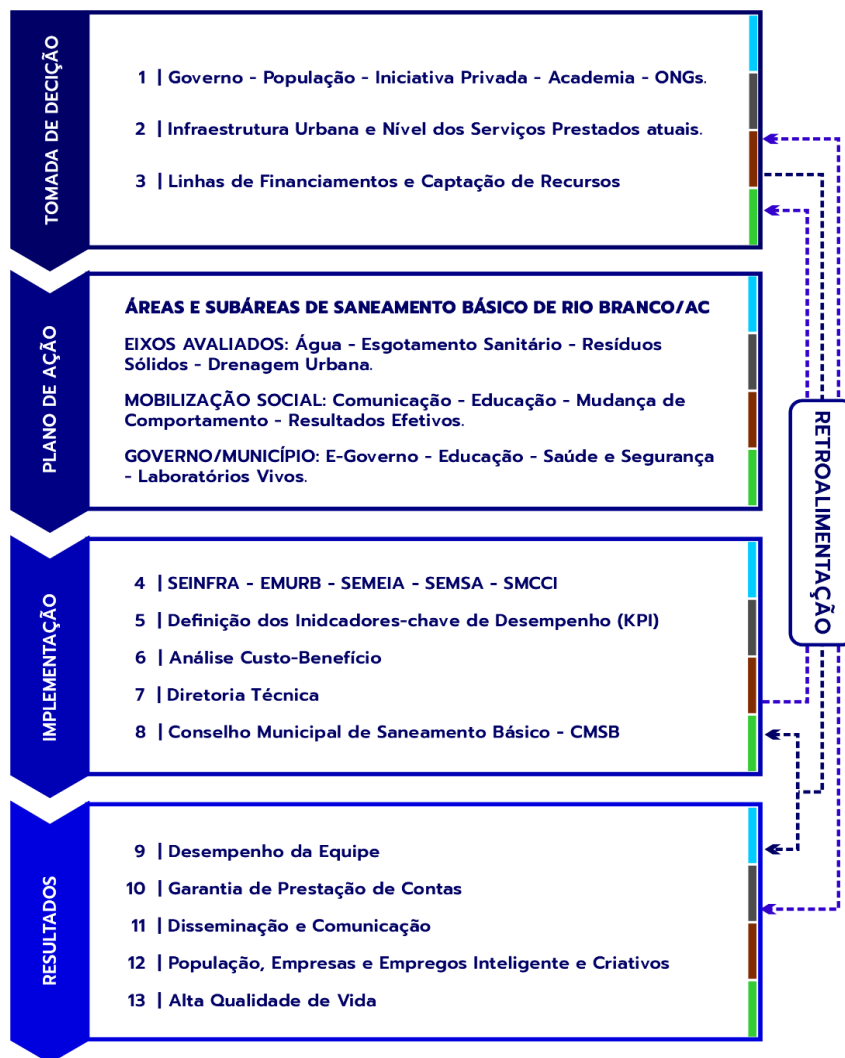 TOMADA DE DECIÇÃO
1 | Governo - População - Iniciativa Privada - Academia - ONGs.
2 | Infraestrutura Urbana e Nível dos Serviços Prestados atuais.
3 | Linhas de Financiamentos e Captação de Recursos
PLANO DE AÇÃO
ÁREAS E SUBÁREAS DE SANEAMENTO BÁSICO DE RIO BRANCO/AC
EIXOS AVALIADOS: Água - Esgotamento Sanitário - Resíduos
Sólidos - Drenagem Urbana.
MOBILIZAÇÃO SOCIAL: Comunicação - Educação - Mudança de
Comportamento - Resultados Efetivos.
GOVERNO/MUNICÍPIO: E-Governo - Educação - Saúde e Segurança
- Laboratórios Vivos.
IMPLEMENTAÇÃO
4 | SEINFRA - EMURB - SEMEIA - SEMSA - SMCCI
5 | Definição dos Inidcadores-chave de Desempenho (KPI)
6 | Análise Custo-Benefício
7 | Diretoria Técnica
8 | Conselho Municipal de Saneamento Básico - CMSB
RESULTADOS
9 | Desempenho da Equipe
10 | Garantia de Prestação de Contas
11 | Disseminação e Comunicação
12 | População, Empresas e Empregos Inteligente e Criativos
13 | Alta Qualidade de Vida
RETROALIMENTAÇÃO